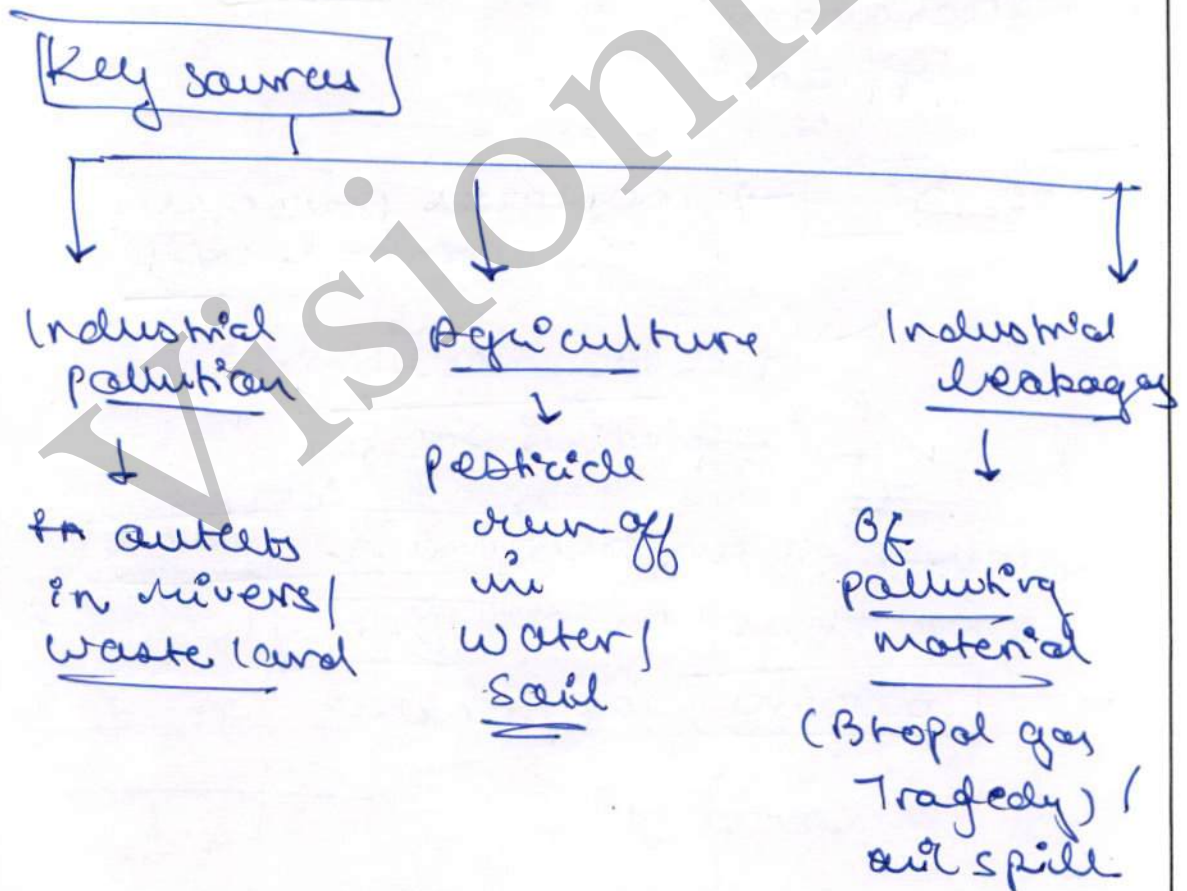 Key sources
Industrial
pollution
outlets
in rivers/
waste land
Agriculture
pesticide
run-off
in
water/
soil
Industrial
leakages
Of
polluting
material
(Bhopal gas
Tragedy) /
oil spill
VisionI